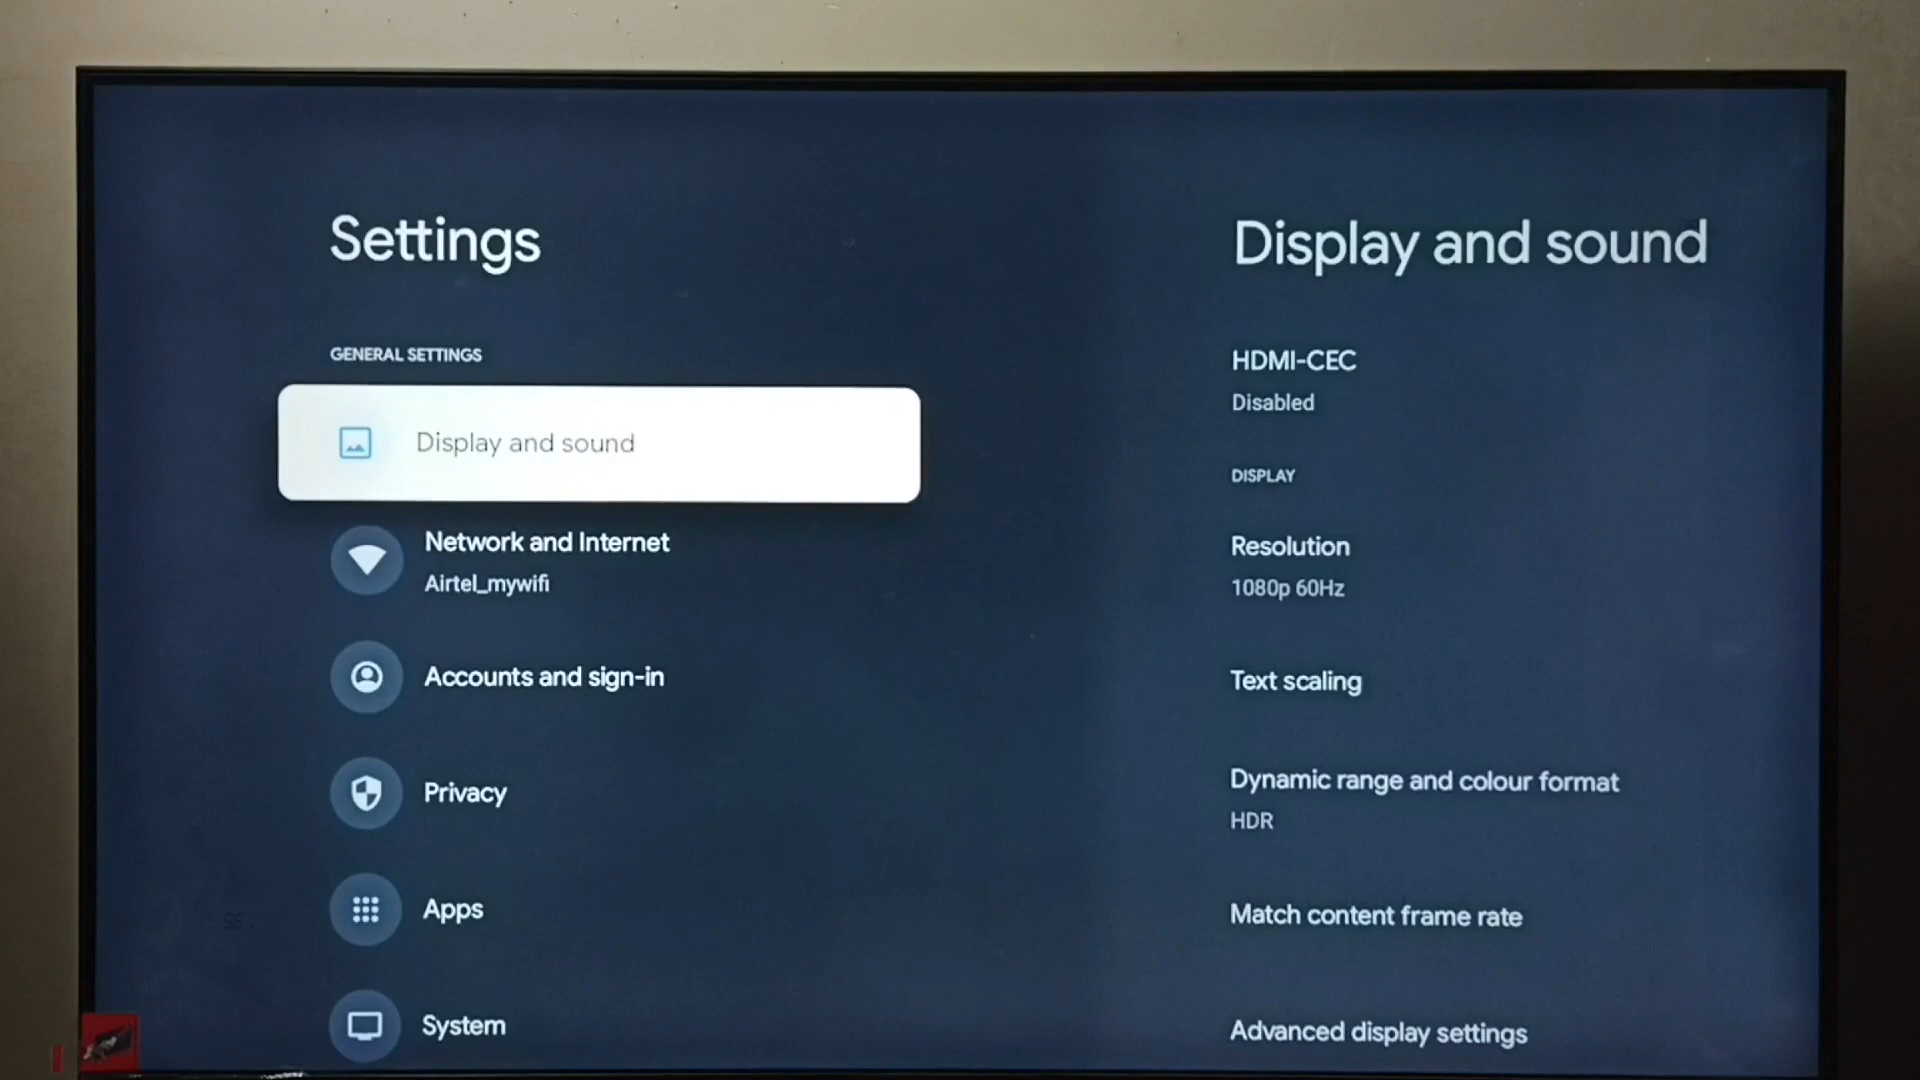 Settings
GENERAL SETTINGS
Display and sound
Network and Internet
Airtel_mywifi
Accounts and sign-in
Privacy
Apps
System
Display and sound
HDMI-CEC
Disabled
DISPLAY
Resolution
1080p 60Hz
Text scaling
Dynamic range and colour format
HDR
Match content frame rate
Advanced display settings